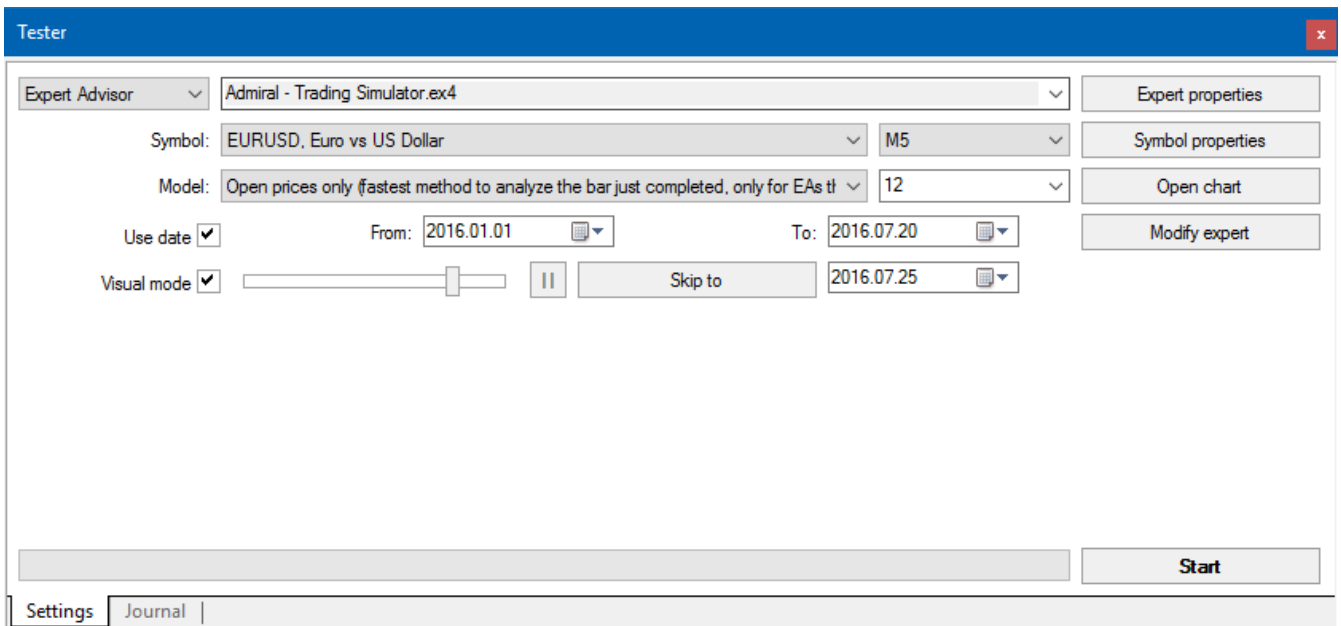 Tester
x
Expert Advisor Admiral - Trading Simulator.ex4 Expert properties
Symbol: EURUSD, Euro vs US Dollar M5 Symbol properties
Model: Open prices only (fastest method to analyze the bar just completed, only for EAs th 12 Open chart
Use date From: 2016.01.01 To: 2016.07.20 Modify expert
Visual mode Skip to 2016.07.25
Start
Settings Journal